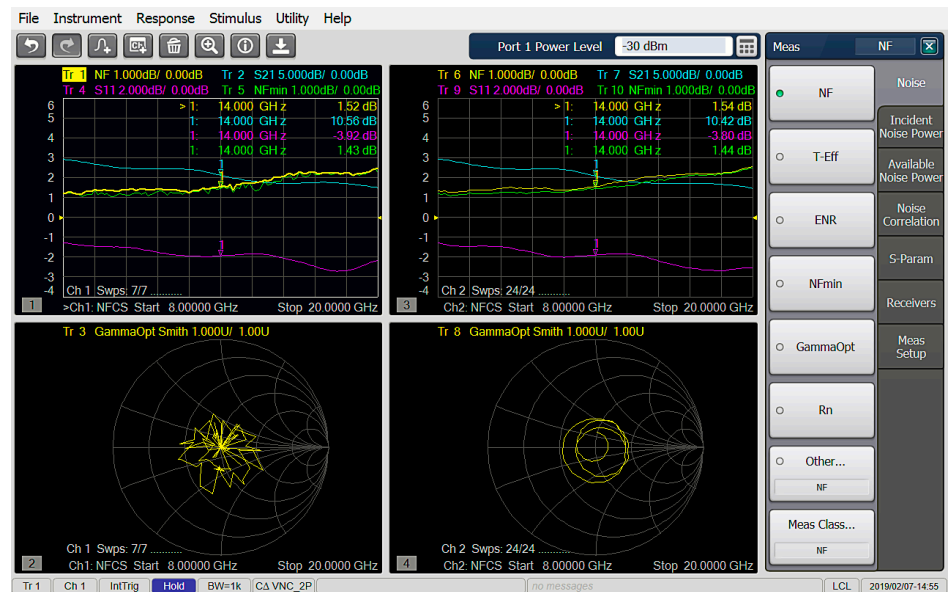 File Instrument Response Stimulus Utility Help
Port 1 Power Level -30 dBm
Meas NF
Tr 1 NF 1.000dB/ 0.00dB Tr 2 S21 5.000dB/ 0.00dB
Tr 4 S11 2.000dB/ 0.00dB Tr 5 NFmin 1.000dB/ 0.00dB
>1: 14.000 GHz 1.52 dB
1: 14.000 GHz 10.56 dB
1: 14.000 GHz -3.92 dB
1: 14.000 GHz 1.43 dB
6
5
4
3
2
1
0
-1
-2
-3
-4
1
1
Ch 1 Swps: 7/7
1 >Ch1: NFCS Start 8.00000 GHz Stop 20.0000 GHz
Tr 6 NF 1.000dB/ 0.00dB Tr 7 S21 5.000dB/ 0.00dB
Tr 9 S11 2.000dB/ 0.00dB Tr 10 NFmin 1.000dB/ 0.00dB
>1: 14.000 GHz 1.54 dB
1: 14.000 GHz 10.42 dB
1: 14.000 GHz -3.80 dB
1: 14.000 GHz 1.44 dB
6
5
4
3
2
1
0
-1
-2
-3
-4
1
1
Ch 2 Swps: 24/24
3 Ch2: NFCS Start 8.00000 GHz Stop 20.0000 GHz
Tr 3 GammaOpt Smith 1.000U/ 1.00U
Ch 1 Swps: 7/7
2 Ch1: NFCS Start 8.00000 GHz Stop 20.0000 GHz
Tr 8 GammaOpt Smith 1.000U/ 1.00U
Ch 2 Swps: 24/24
4 Ch2: NFCS Start 8.00000 GHz Stop 20.0000 GHz
NF
T-Eff
ENR
NFmin
GammaOpt
Rn
Other...
NF
Meas Class...
NF
Noise
Incident
Noise Power
Available
Noise Power
Noise
Correlation
S-Param
Receivers
Meas
Setup
Tr 1 Ch 1 IntTrig Hold BW=1k CΔ VNC_2P no messages LCL 2019/02/07-14:55